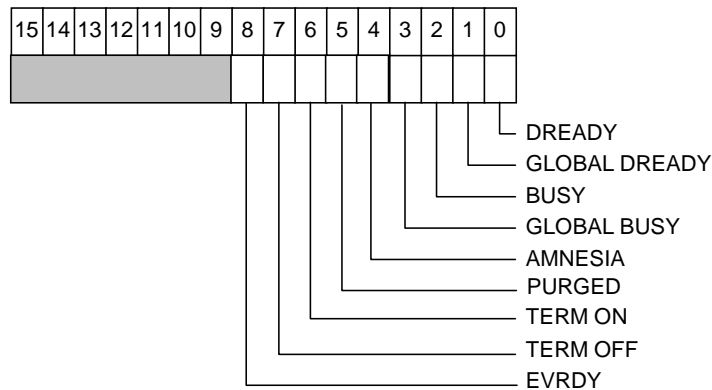 15 14 13 12 11 10 9 8 7 6 5 4 3 2 1 0
DREADY
GLOBAL DREADY
BUSY
GLOBAL BUSY
AMNESIA
PURGED
TERM ON
TERM OFF
EVRDY